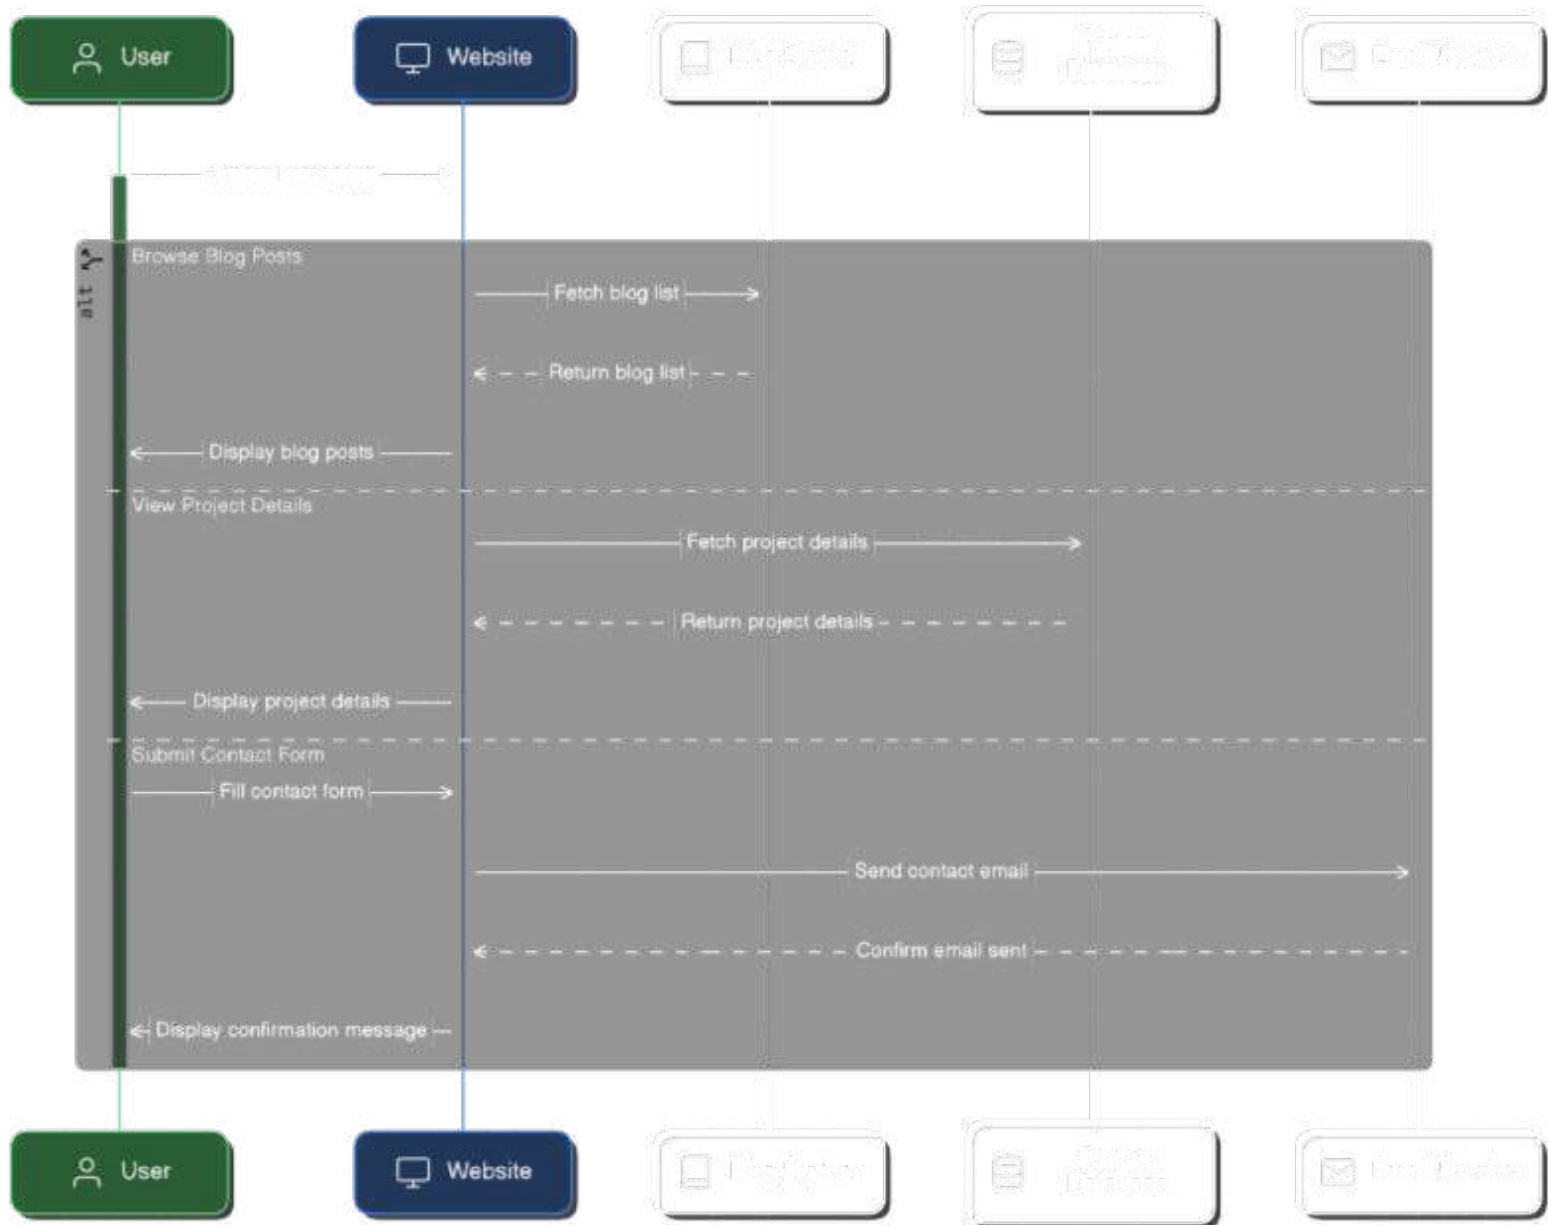 User
Website
alt
Browse Blog Posts
Fetch blog list
Return blog list
Display blog posts
View Project Details
Fetch project details
Return project details
Display project details
Submit Contact Form
Fill contact form
Send contact email
Confirm email sent
Display confirmation message
User
Website